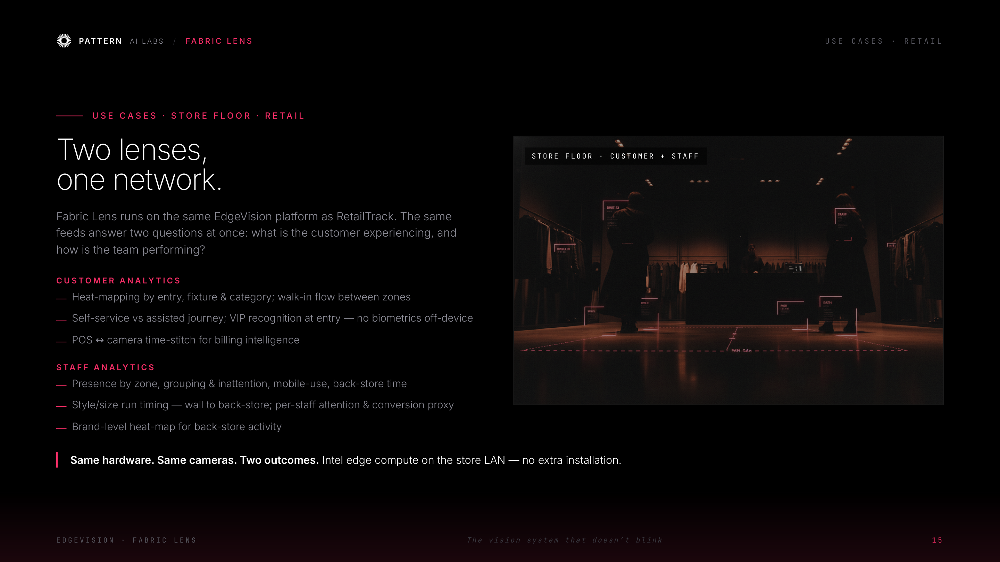 PATTERN AI LABS / FABRIC LENS
USE CASES · RETAIL
USE CASES · STORE FLOOR · RETAIL
Two lenses,
one network.
Fabric Lens runs on the same EdgeVision platform as RetailTrack. The same
feeds answer two questions at once: what is the customer experiencing, and
how is the team performing?
CUSTOMER ANALYTICS
— Heat-mapping by entry, fixture & category; walk-in flow between zones
— Self-service vs assisted journey; VIP recognition at entry — no biometrics off-device
— POS ↔ camera time-stitch for billing intelligence
STAFF ANALYTICS
— Presence by zone, grouping & inattention, mobile-use, back-store time
— Style/size run timing — wall to back-store; per-staff attention & conversion proxy
— Brand-level heat-map for back-store activity
STORE FLOOR · CUSTOMER + STAFF
STAFF
PATH
Same hardware. Same cameras. Two outcomes. Intel edge compute on the store LAN — no extra installation.
EDGEVISION · FABRIC LENS
The vision system that doesn’t blink
15